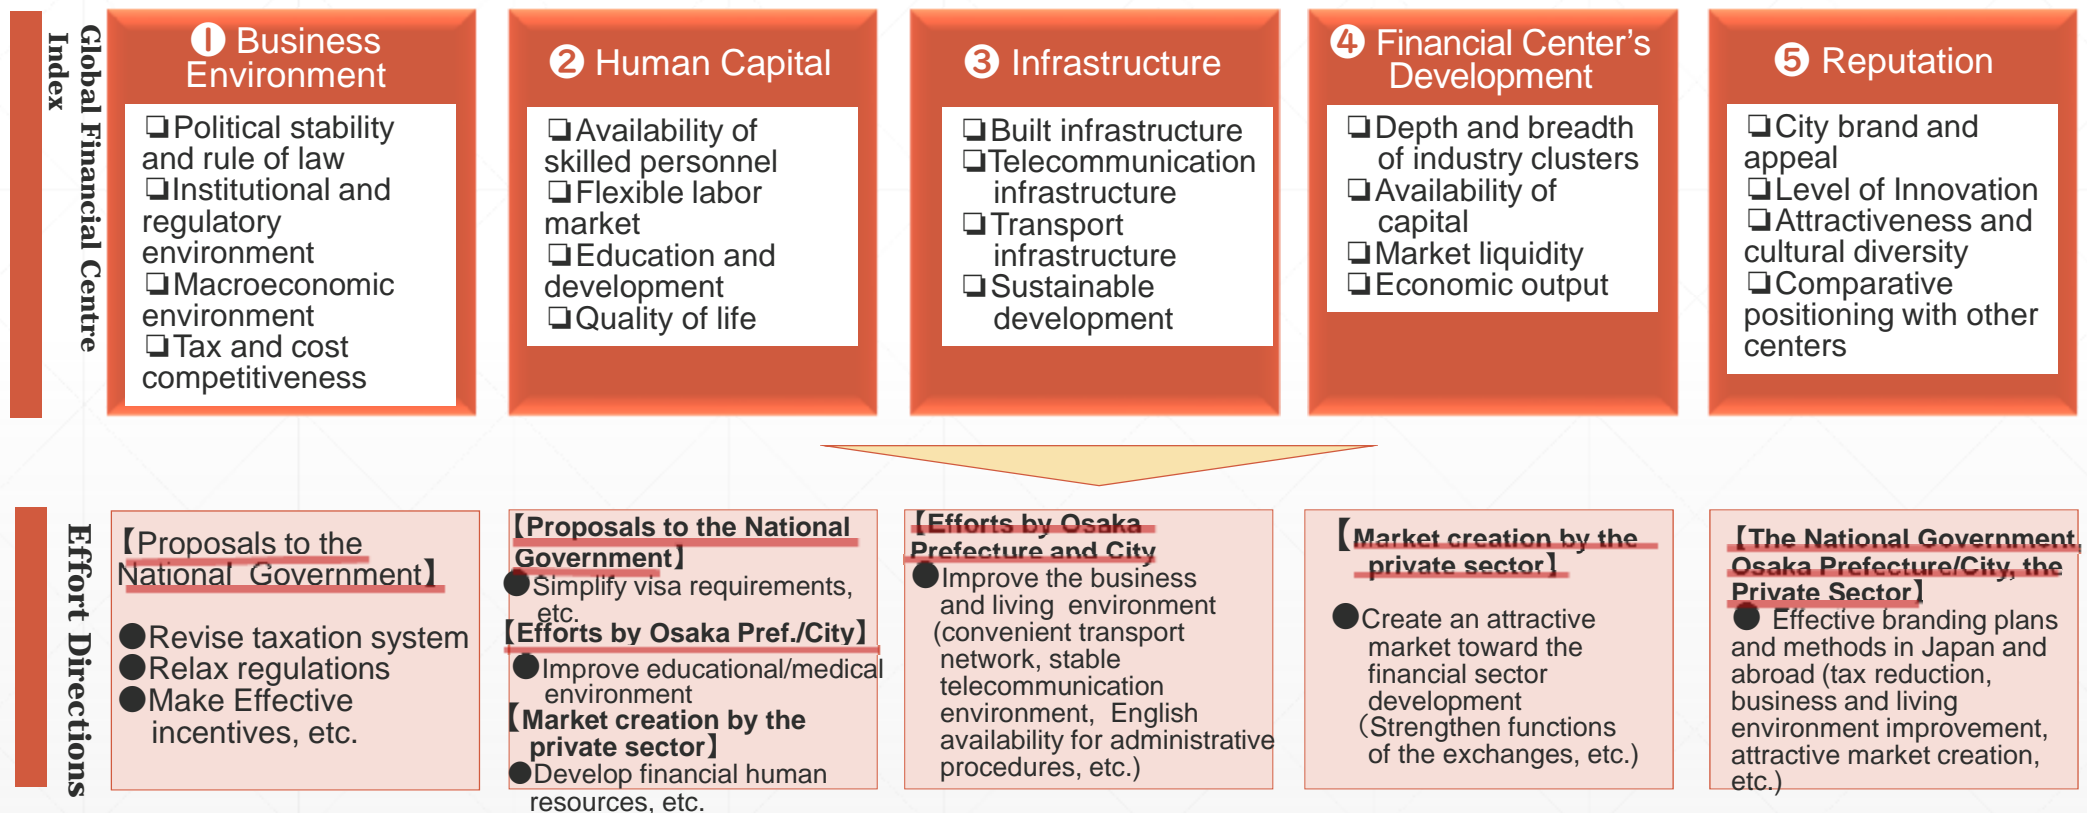 Global Financial Centre
Index
❶ Business
Environment
❏Political stability
and rule of law
❏Institutional and
regulatory
environment
❏Macroeconomic
environment
❏Tax and cost
competitiveness
❷ Human Capital
❏Availability of
skilled personnel
❏Flexible labor
market
❏Education and
development
❏Quality of life
❸ Infrastructure
❏Built infrastructure
❏Telecommunication
infrastructure
❏Transport
infrastructure
❏Sustainable
development
❹ Financial Center’s
Development
❏Depth and breadth
of industry clusters
❏Availability of
capital
❏Market liquidity
❏Economic output
❺ Reputation
❏City brand and
appeal
❏Level of Innovation
❏Attractiveness and
cultural diversity
❏Comparative
positioning with other
centers
Effort Directions
【Proposals to the
National Government】
●Revise taxation system
●Relax regulations
●Make Effective
incentives, etc.
【Proposals to the National
Government】
●Simplify visa requirements,
etc.
【Efforts by Osaka Pref./City】
●Improve educational/medical
environment
【Market creation by the
private sector】
●Develop financial human
resources, etc.
【Efforts by Osaka
Prefecture and City
●Improve the business
and living environment
(convenient transport
network, stable
telecommunication
environment, English
availability for administrative
procedures, etc.)
【Market creation by the
private sector】
●Create an attractive
market toward the
financial sector
development
（Strengthen functions
of the exchanges, etc.)
【The National Government,
Osaka Prefecture/City, the
Private Sector】
● Effective branding plans
and methods in Japan and
abroad (tax reduction,
business and living
environment improvement,
attractive market creation,
etc.)